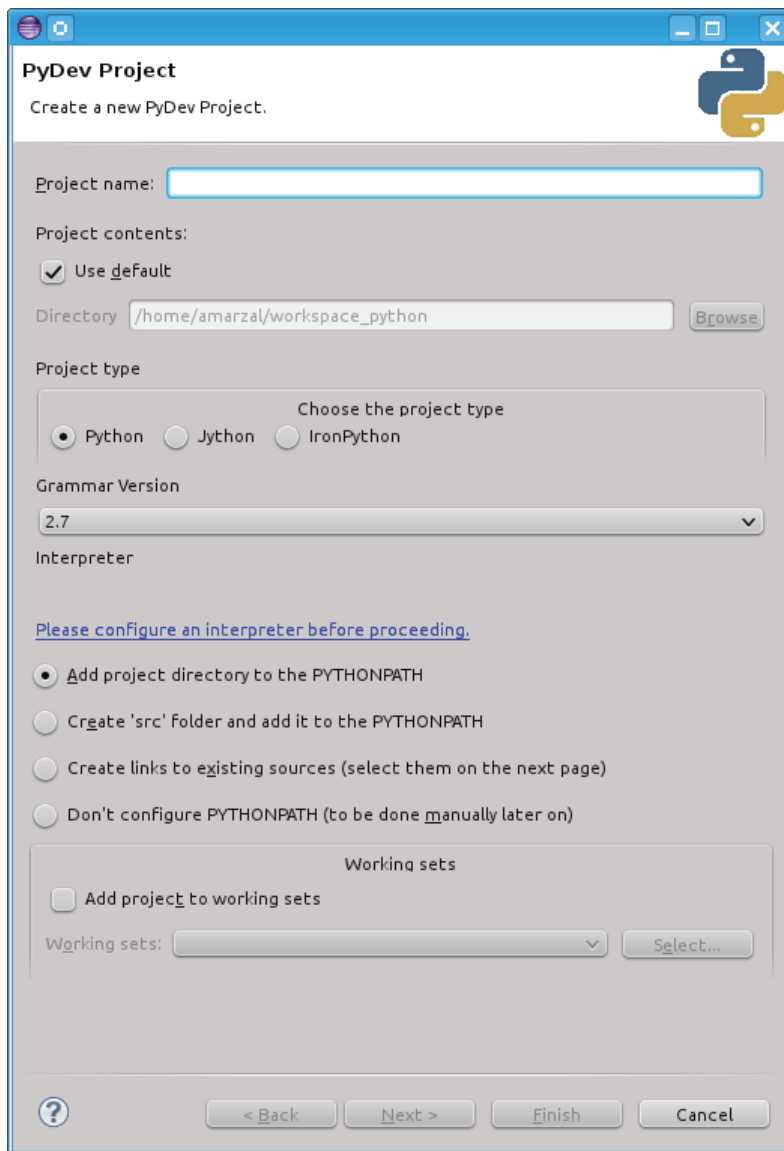 PyDev Project
Create a new PyDev Project.
Project name:
Project contents:
Use default
Directory /home/amarzal/workspace_python Browse
Project type
Choose the project type
Python Jython IronPython
Grammar Version
2.7
Interpreter
Please configure an interpreter before proceeding.
Add project directory to the PYTHONPATH
Create 'src' folder and add it to the PYTHONPATH
Create links to existing sources (select them on the next page)
Don't configure PYTHONPATH (to be done manually later on)
Working sets
Add project to working sets
Working sets: Select...
? < Back Next > Finish Cancel